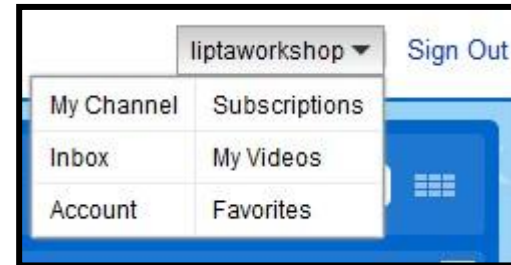 liptaworkshop Sign Out
My Channel Subscriptions
Inbox My Videos
Account Favorites